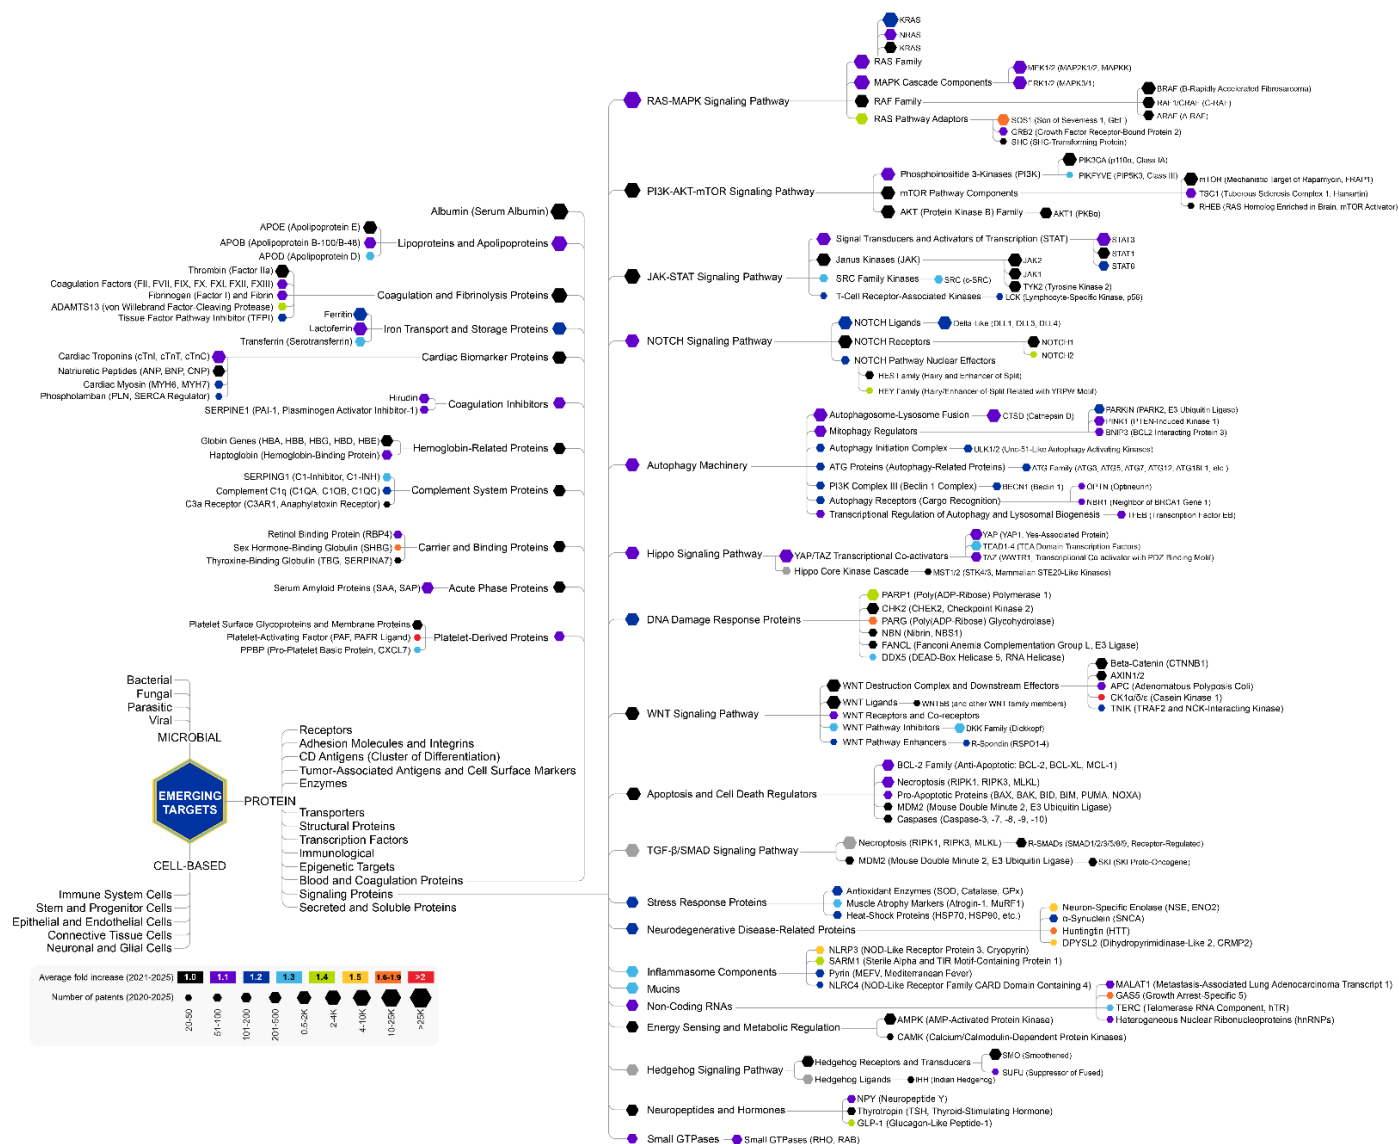 KRAS
NRAS
KRAS
RAS Family
MAPK Cascade Components
MEK1/2 (MAP2K1/2, MAPKK)
ERK1/2 (MAPK3/1)
RAS-MAPK Signaling Pathway
RAF Family
BRAF (B-Rapidly Accelerated Fibrosarcoma)
RAF1/CRAF (C-RAF)
ARAF (A-RAF)
RAS Pathway Adaptors
SOS1 (Son of Sevenless 1, GEF)
GRB2 (Growth Factor Receptor-Bound Protein 2)
SHC (SHC-Transforming Protein)
PI3K-AKT-mTOR Signaling Pathway
Phosphoinositide 3-Kinases (PI3K)
PIK3CA (p110α, Class IA)
PIKFYVE (PIP5K3, Class III)
mTOR Pathway Components
mTOR (Mechanistic Target of Rapamycin, FRAP1)
TSC1 (Tuberous Sclerosis Complex 1, Hamartin)
RHEB (RAS Homolog Enriched in Brain, mTOR Activator)
AKT (Protein Kinase B) Family
AKT1 (PKBα)
JAK-STAT Signaling Pathway
Signal Transducers and Activators of Transcription (STAT)
STAT3
STAT1
STAT6
Janus Kinases (JAK)
JAK2
JAK1
TYK2 (Tyrosine Kinase 2)
SRC Family Kinases
SRC (c-SRC)
T-Cell Receptor-Associated Kinases
LCK (Lymphocyte-Specific Kinase, p56)
NOTCH Signaling Pathway
NOTCH Ligands
Delta-Like (DLL1, DLL3, DLL4)
NOTCH Receptors
NOTCH1
NOTCH2
NOTCH Pathway Nuclear Effectors
HES Family (Hairy and Enhancer of Split)
HEY Family (Hairy/Enhancer of Split Related with YRPW Motif)
Autophagy Machinery
Autophagosome-Lysosome Fusion
CTSD (Cathepsin D)
Mitophagy Regulators
PARKIN (PARK2, E3 Ubiquitin Ligase)
PINK1 (PTEN-Induced Kinase 1)
BNIP3 (BCL2 Interacting Protein 3)
Autophagy Initiation Complex
ULK1/2 (Unc-51-Like Autophagy Activating Kinases)
ATG Proteins (Autophagy-Related Proteins)
ATG Family (ATG3, ATG5, ATG7, ATG12, ATG16L1, etc.)
PI3K Complex III (Beclin 1 Complex)
BECN1 (Beclin 1)
Autophagy Receptors (Cargo Recognition)
OPTN (Optineurin)
NBR1 (Neighbor of BRCA1 Gene 1)
Transcriptional Regulation of Autophagy and Lysosomal Biogenesis
TFEB (Transcription Factor EB)
Hippo Signaling Pathway
YAP/TAZ Transcriptional Co-activators
YAP (YAP1, Yes-Associated Protein)
TEAD1-4 (TEA Domain Transcription Factors)
TAZ (WWTR1, Transcriptional Co-activator with PDZ Binding Motif)
Hippo Core Kinase Cascade
MST1/2 (STK4/3, Mammalian STE20-Like Kinases)
DNA Damage Response Proteins
PARP1 (Poly(ADP-Ribose) Polymerase 1)
CHK2 (CHEK2, Checkpoint Kinase 2)
PARG (Poly(ADP-Ribose) Glycohydrolase)
NBN (Nibrin, NBS1)
FANCL (Fanconi Anemia Complementation Group L, E3 Ligase)
DDX5 (DEAD-Box Helicase 5, RNA Helicase)
WNT Signaling Pathway
WNT Destruction Complex and Downstream Effectors
Beta-Catenin (CTNNB1)
AXIN1/2
APC (Adenomatous Polyposis Coli)
CK1α/δ/ε (Casein Kinase 1)
TNIK (TRAF2 and NCK-Interacting Kinase)
WNT Ligands
WNT5B (and other WNT family members)
WNT Receptors and Co-receptors
WNT Pathway Inhibitors
DKK Family (Dickkopf)
WNT Pathway Enhancers
R-Spondin (RSPO1-4)
Apoptosis and Cell Death Regulators
BCL-2 Family (Anti-Apoptotic: BCL-2, BCL-XL, MCL-1)
Necroptosis (RIPK1, RIPK3, MLKL)
Pro-Apoptotic Proteins (BAX, BAK, BID, BIM, PUMA, NOXA)
MDM2 (Mouse Double Minute 2, E3 Ubiquitin Ligase)
Caspases (Caspase-3, -7, -8, -9, -10)
TGF-β/SMAD Signaling Pathway
Necroptosis (RIPK1, RIPK3, MLKL)
R-SMADs (SMAD1/2/3/5/8/9, Receptor-Regulated)
MDM2 (Mouse Double Minute 2, E3 Ubiquitin Ligase)
SKI (SKI Proto-Oncogene)
Stress Response Proteins
Antioxidant Enzymes (SOD, Catalase, GPx)
Muscle Atrophy Markers (Atrogin-1, MuRF1)
Heat-Shock Proteins (HSP70, HSP90, etc.)
Neurodegenerative Disease-Related Proteins
Neuron-Specific Enolase (NSE, ENO2)
α-Synuclein (SNCA)
Huntingtin (HTT)
DPYSL2 (Dihydropyrimidinase-Like 2, CRMP2)
Inflammasome Components
NLRP3 (NOD-Like Receptor Protein 3, Cryopyrin)
SARM1 (Sterile Alpha and TIR Motif-Containing Protein 1)
Pyrin (MEFV, Mediterranean Fever)
NLRC4 (NOD-Like Receptor Family CARD Domain Containing 4)
Mucins
Non-Coding RNAs
MALAT1 (Metastasis-Associated Lung Adenocarcinoma Transcript 1)
GAS5 (Growth Arrest-Specific 5)
TERC (Telomerase RNA Component, hTR)
Heterogeneous Nuclear Ribonucleoproteins (hnRNPs)
Energy Sensing and Metabolic Regulation
AMPK (AMP-Activated Protein Kinase)
CAMK (Calcium/Calmodulin-Dependent Protein Kinases)
Hedgehog Signaling Pathway
Hedgehog Receptors and Transducers
SMO (Smoothened)
SUFU (Suppressor of Fused)
Hedgehog Ligands
IHH (Indian Hedgehog)
Neuropeptides and Hormones
NPY (Neuropeptide Y)
Thyrotropin (TSH, Thyroid-Stimulating Hormone)
GLP-1 (Glucagon-Like Peptide-1)
Small GTPases
Small GTPases (RHO, RAB)
Albumin (Serum Albumin)
APOE (Apolipoprotein E)
APOB (Apolipoprotein B-100/B-48)
APOD (Apolipoprotein D)
Lipoproteins and Apolipoproteins
Thrombin (Factor IIa)
Coagulation Factors (FII, FVII, FIX, FX, FXI, FXII, FXIII)
Fibrinogen (Factor I) and Fibrin
ADAMTS13 (von Willebrand Factor-Cleaving Protease)
Tissue Factor Pathway Inhibitor (TFPI)
Coagulation and Fibrinolysis Proteins
Ferritin
Lactoferrin
Transferrin (Serotransferrin)
Iron Transport and Storage Proteins
Cardiac Troponins (cTnI, cTnT, cTnC)
Natriuretic Peptides (ANP, BNP, CNP)
Cardiac Myosin (MYH6, MYH7)
Phospholamban (PLN, SERCA Regulator)
Cardiac Biomarker Proteins
Hirudin
SERPINE1 (PAI-1, Plasminogen Activator Inhibitor-1)
Coagulation Inhibitors
Globin Genes (HBA, HBB, HBG, HBD, HBE)
Haptoglobin (Hemoglobin-Binding Protein)
Hemoglobin-Related Proteins
SERPING1 (C1-Inhibitor, C1-INH)
Complement C1q (C1QA, C1QB, C1QC)
C3a Receptor (C3AR1, Anaphylatoxin Receptor)
Complement System Proteins
Retinol Binding Protein (RBP4)
Sex Hormone-Binding Globulin (SHBG)
Thyroxine-Binding Globulin (TBG, SERPINA7)
Carrier and Binding Proteins
Serum Amyloid Proteins (SAA, SAP)
Acute Phase Proteins
Platelet Surface Glycoproteins and Membrane Proteins
Platelet-Activating Factor (PAF, PAFR Ligand)
PPBP (Pro-Platelet Basic Protein, CXCL7)
Platelet-Derived Proteins
Bacterial
Fungal
Parasitic
Viral
MICROBIAL
EMERGING
TARGETS
PROTEIN
Receptors
Adhesion Molecules and Integrins
CD Antigens (Cluster of Differentiation)
Tumor-Associated Antigens and Cell Surface Markers
Enzymes
Transporters
Structural Proteins
Transcription Factors
Immunological
Epigenetic Targets
Blood and Coagulation Proteins
Signaling Proteins
Secreted and Soluble Proteins
CELL-BASED
Immune System Cells
Stem and Progenitor Cells
Epithelial and Endothelial Cells
Connective Tissue Cells
Neuronal and Glial Cells
Average fold increase (2021-2025)
1.0
1.1
1.2
1.3
1.4
1.5
1.6-1.9
>2
Number of patents (2020-2025)
20-50
51-100
101-200
201-500
0.5-2K
2-4K
4-10K
10-25K
>25K